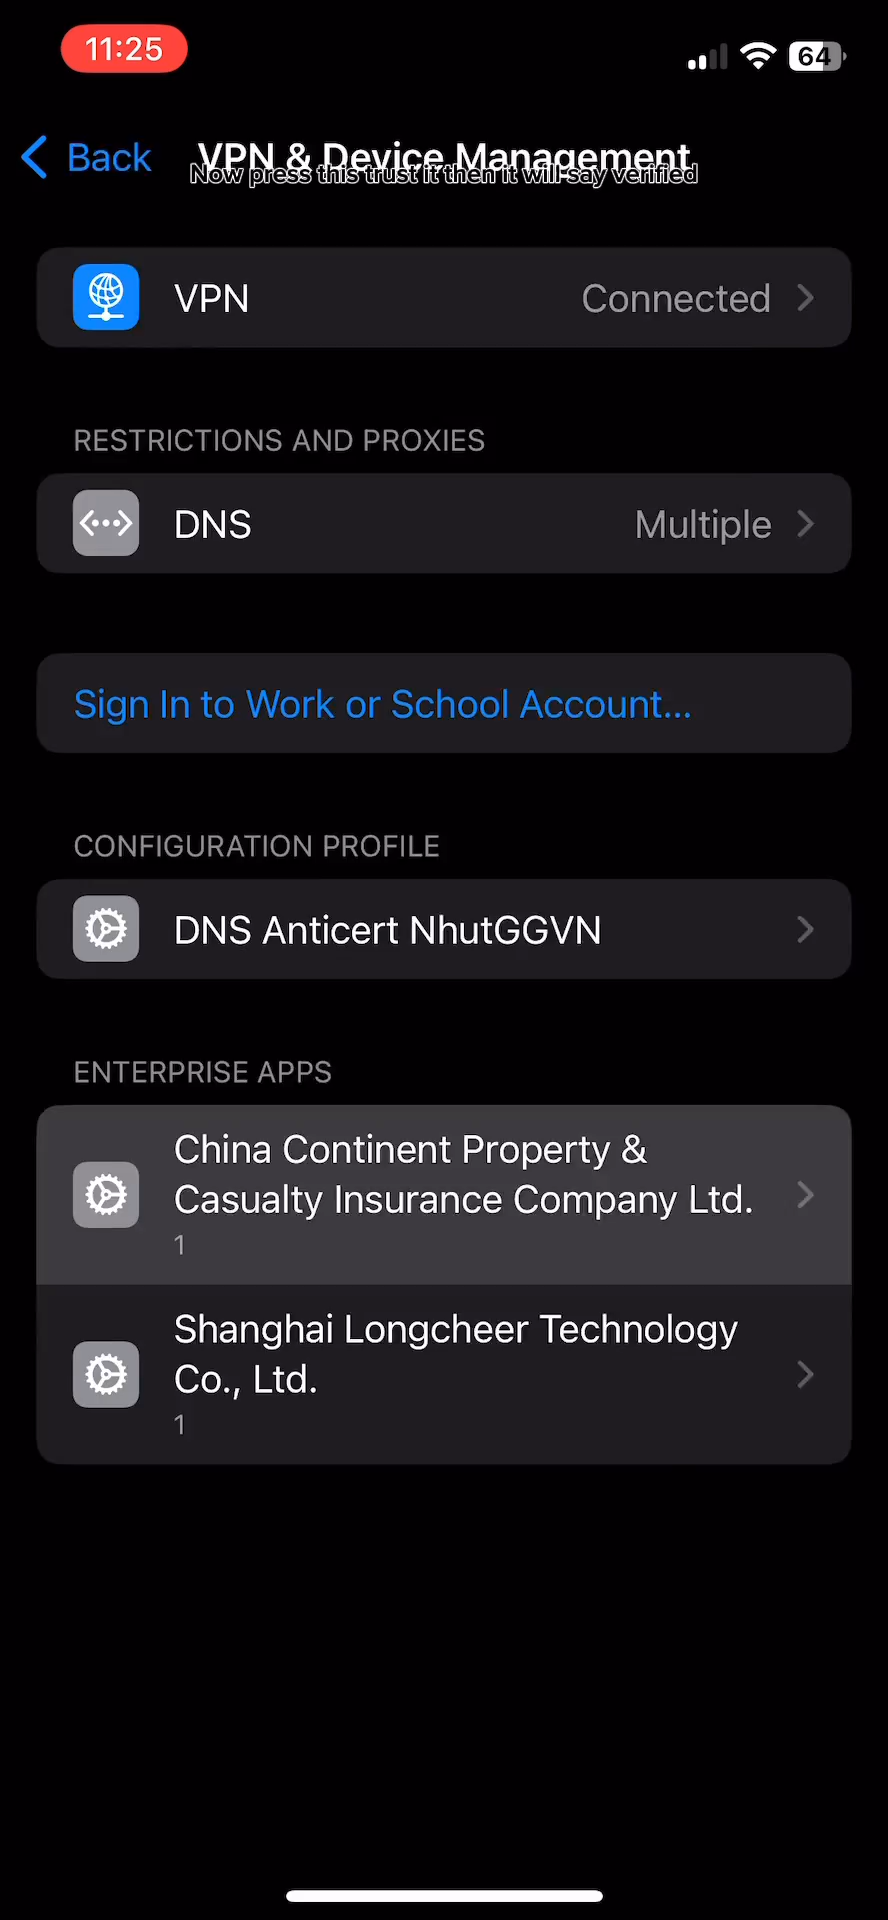 11:25
64
Back
VPN & Device Management
Now press this trust it then it will say verified
VPN
Connected
RESTRICTIONS AND PROXIES
DNS
Multiple
Sign In to Work or School Account...
CONFIGURATION PROFILE
DNS Anticert NhutGGVN
ENTERPRISE APPS
China Continent Property &
Casualty Insurance Company Ltd.
1
Shanghai Longcheer Technology
Co., Ltd.
1